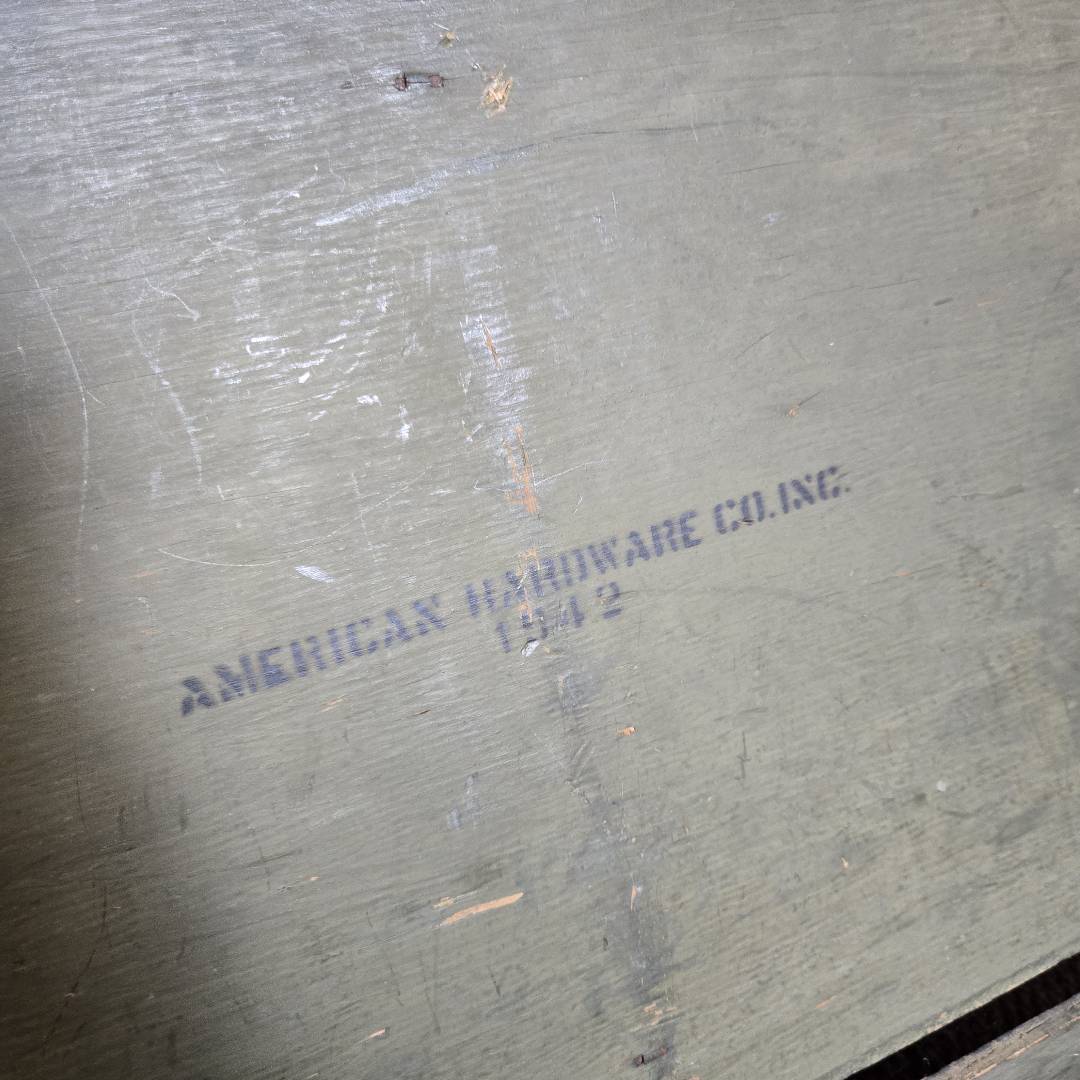 AMERICAN HARDWARE CO. INC.
1942